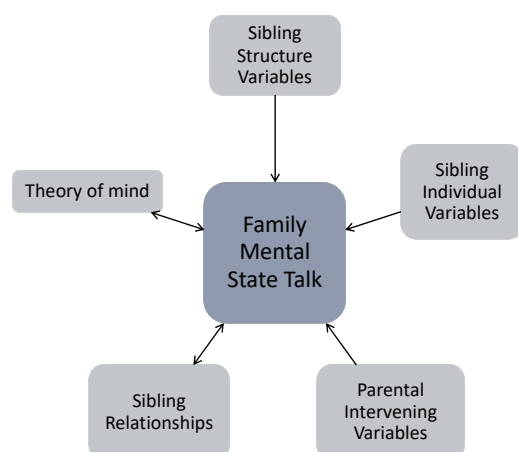 Sibling
Structure
Variables
Theory of mind
Sibling
Individual
Variables
Family
Mental
State Talk
Sibling
Relationships
Parental
Intervening
Variables